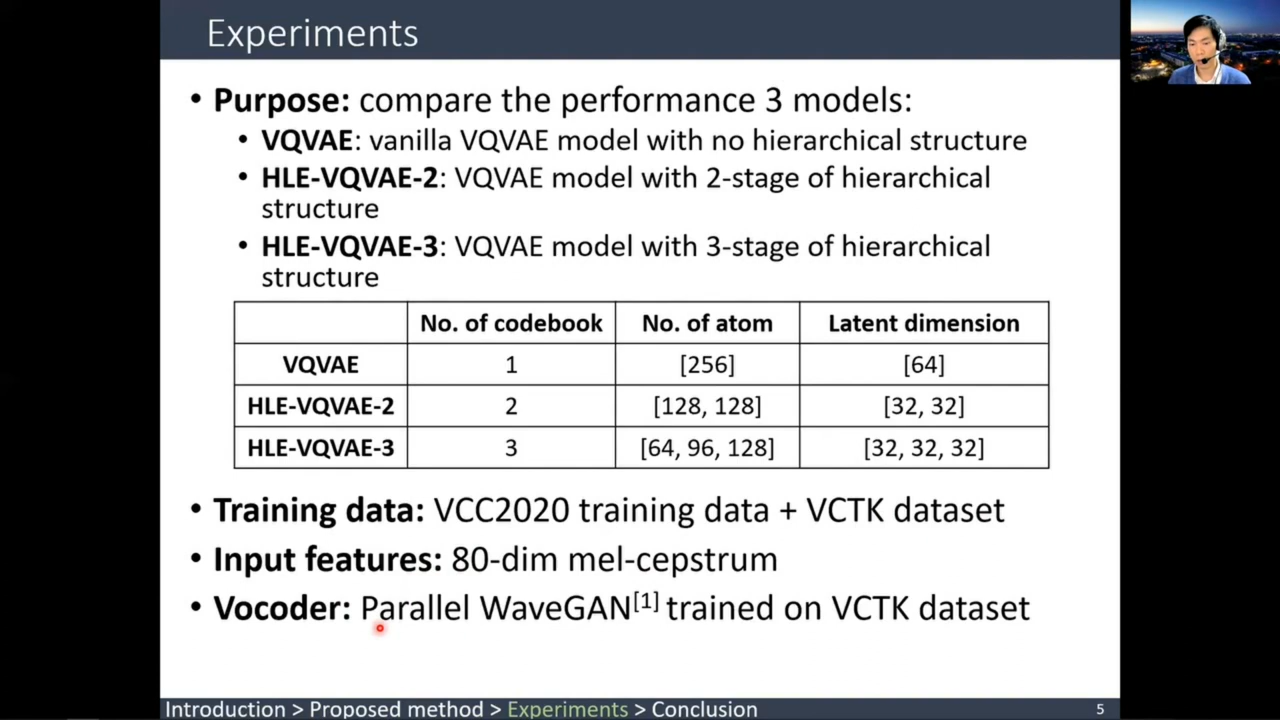 Experiments
• Purpose: compare the performance 3 models:
• VQVAE: vanilla VQVAE model with no hierarchical structure
• HLE-VQVAE-2: VQVAE model with 2-stage of hierarchical
structure
• HLE-VQVAE-3: VQVAE model with 3-stage of hierarchical
structure
No. of codebook No. of atom Latent dimension
VQVAE 1 [256] [64]
HLE-VQVAE-2 2 [128, 128] [32, 32]
HLE-VQVAE-3 3 [64, 96, 128] [32, 32, 32]
• Training data: VCC2020 training data + VCTK dataset
• Input features: 80-dim mel-cepstrum
• Vocoder: Parallel WaveGAN[1] trained on VCTK dataset
Introduction > Proposed method > Experiments > Conclusion 5